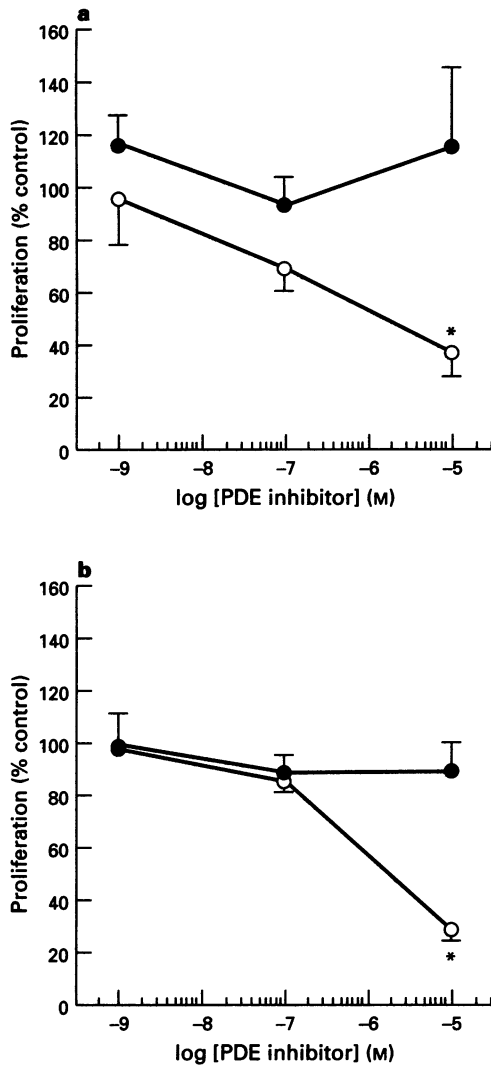 a
Proliferation (% control)
160
140
120
100
80
60
40
20
0
*
–9 –8 –7 –6 –5
log [PDE inhibitor] (M)
b
Proliferation (% control)
160
140
120
100
80
60
40
20
0
*
–9 –8 –7 –6 –5
log [PDE inhibitor] (M)